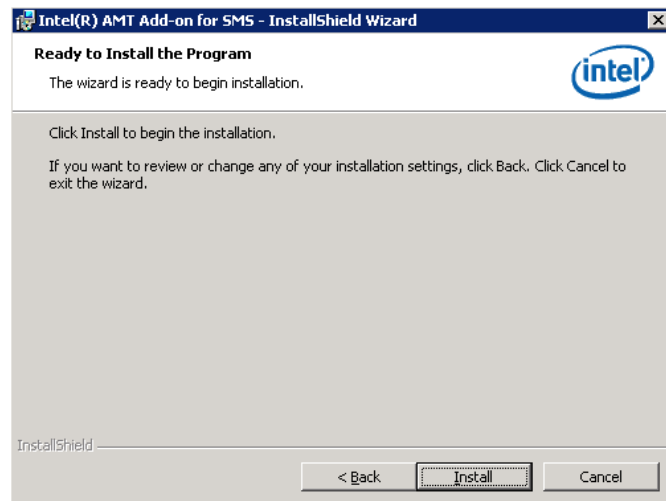 Intel(R) AMT Add-on for SMS - InstallShield Wizard
Ready to Install the Program
The wizard is ready to begin installation.
intel
Click Install to begin the installation.
If you want to review or change any of your installation settings, click Back. Click Cancel to
exit the wizard.
InstallShield
< Back
Install
Cancel